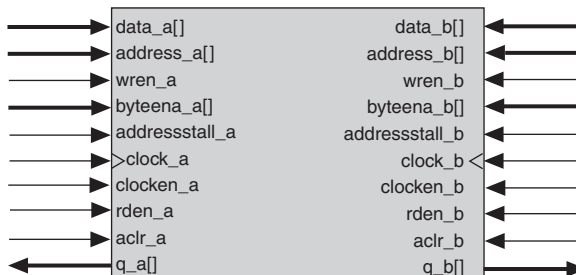 data_a[] data_b[]
address_a[] address_b[]
wren_a wren_b
byteena_a[] byteena_b[]
addressstall_a addressstall_b
clock_a clock_b
clocken_a clocken_b
rden_a rden_b
aclr_a aclr_b
q_a[] q_b[]